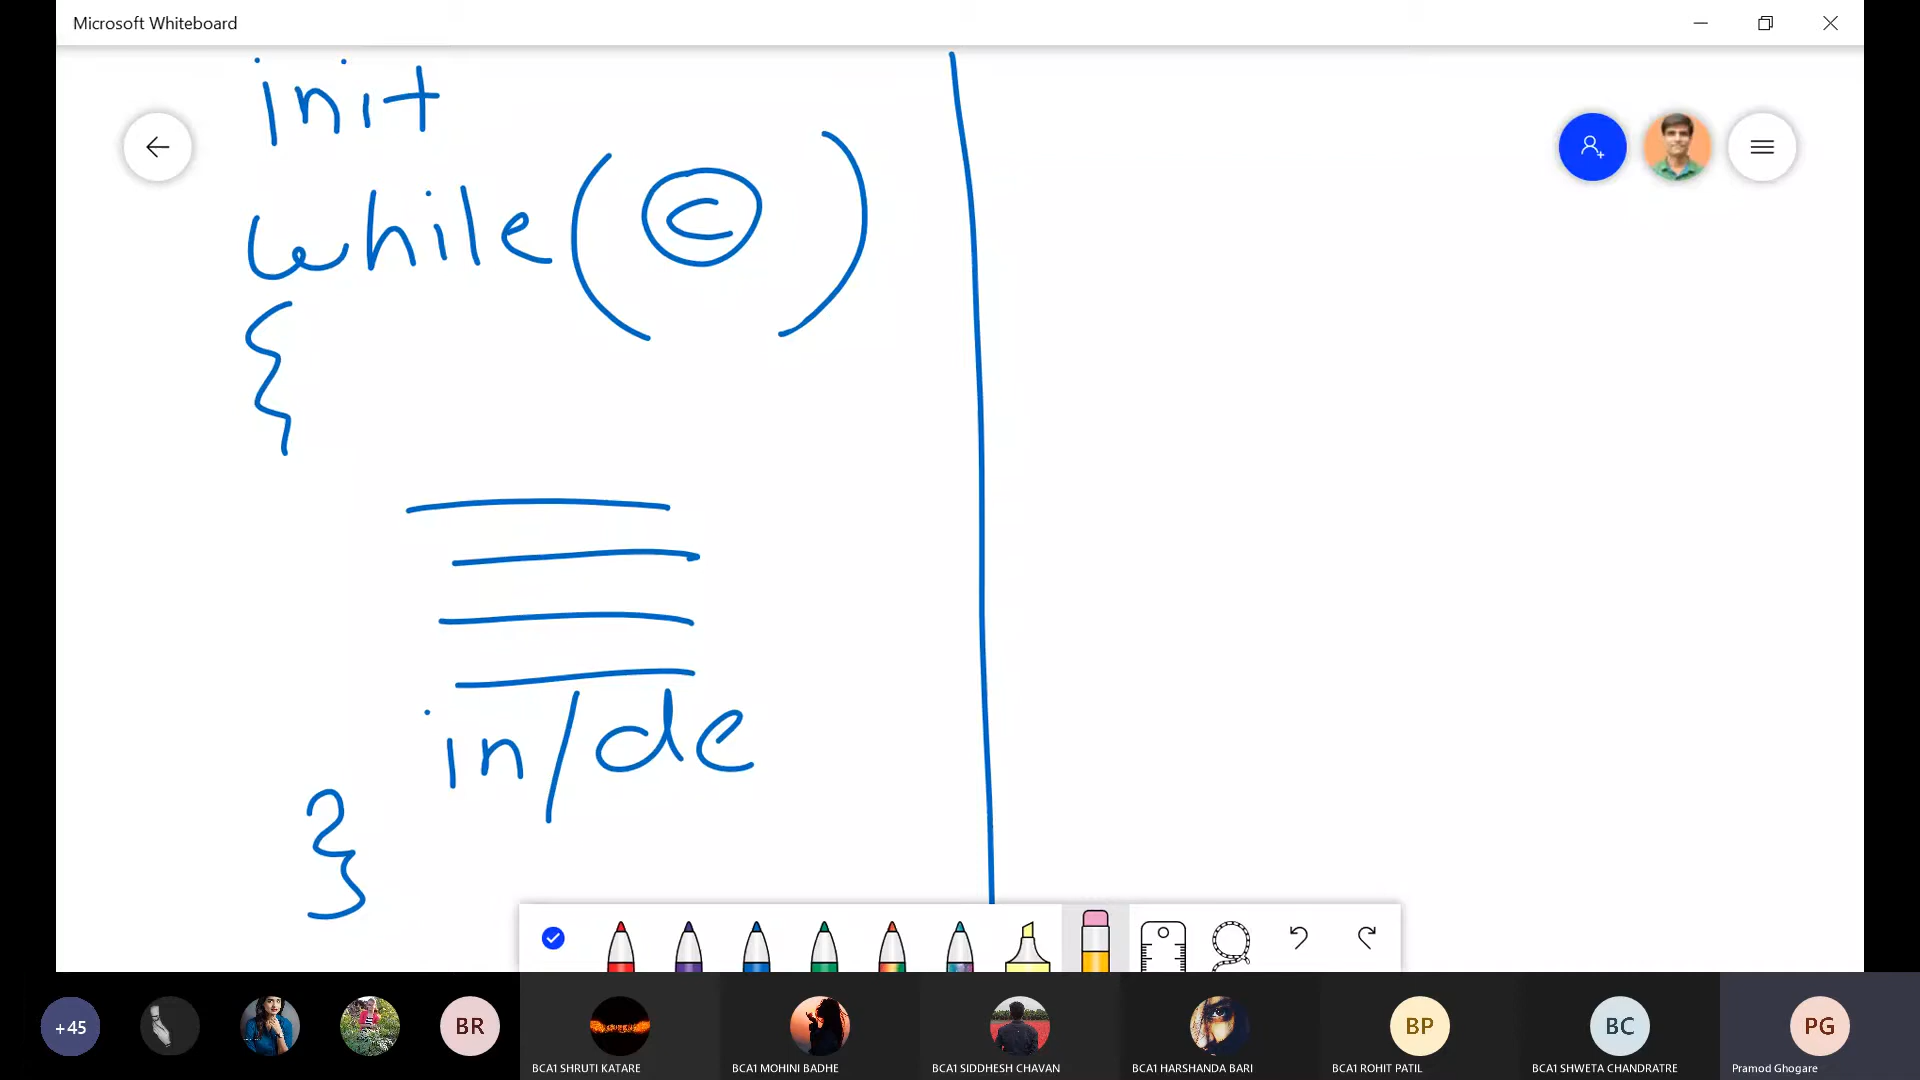 Microsoft Whiteboard
init
while ( c )
{
in/de
}
+45
BR
BP
BC
PG
BCA1 SHRUTI KATARE
BCA1 MOHINI BADHE
BCA1 SIDDHESH CHAVAN
BCA1 HARSHANDA BARI
BCA1 ROHIT PATIL
BCA1 SHWETA CHANDRATRE
Pramod Ghogare